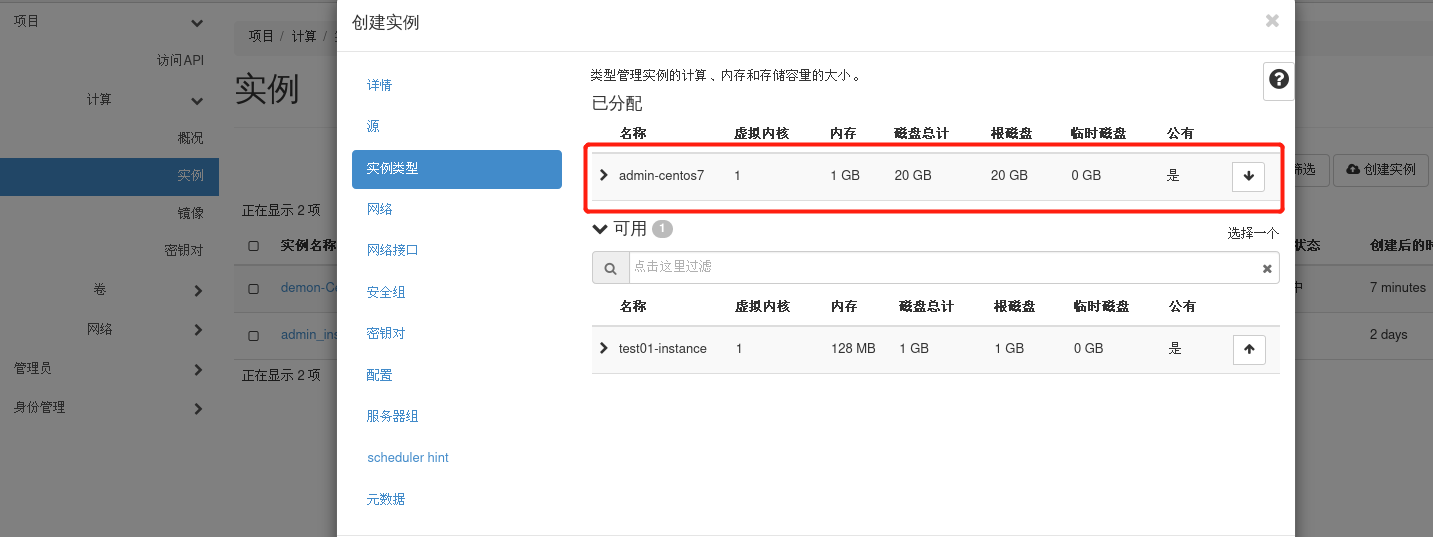 项目
访问API
计算
概况
实例
镜像
密钥对
卷
网络
管理员
身份管理
项目 / 计算 /
实例
正在显示 2 项
实例名称
demon-Ce
admin_ins
正在显示 2 项
筛选
创建实例
状态
创建后的时
中
7 minutes
2 days
创建实例
×
详情
源
实例类型
网络
网络接口
安全组
密钥对
配置
服务器组
scheduler hint
元数据
类型管理实例的计算、内存和存储容量的大小。
?
已分配
名称 虚拟内核 内存 磁盘总计 根磁盘 临时磁盘 公有
admin-centos7 1 1 GB 20 GB 20 GB 0 GB 是
可用 1
选择一个
点击这里过滤
名称 虚拟内核 内存 磁盘总计 根磁盘 临时磁盘 公有
test01-instance 1 128 MB 1 GB 1 GB 0 GB 是